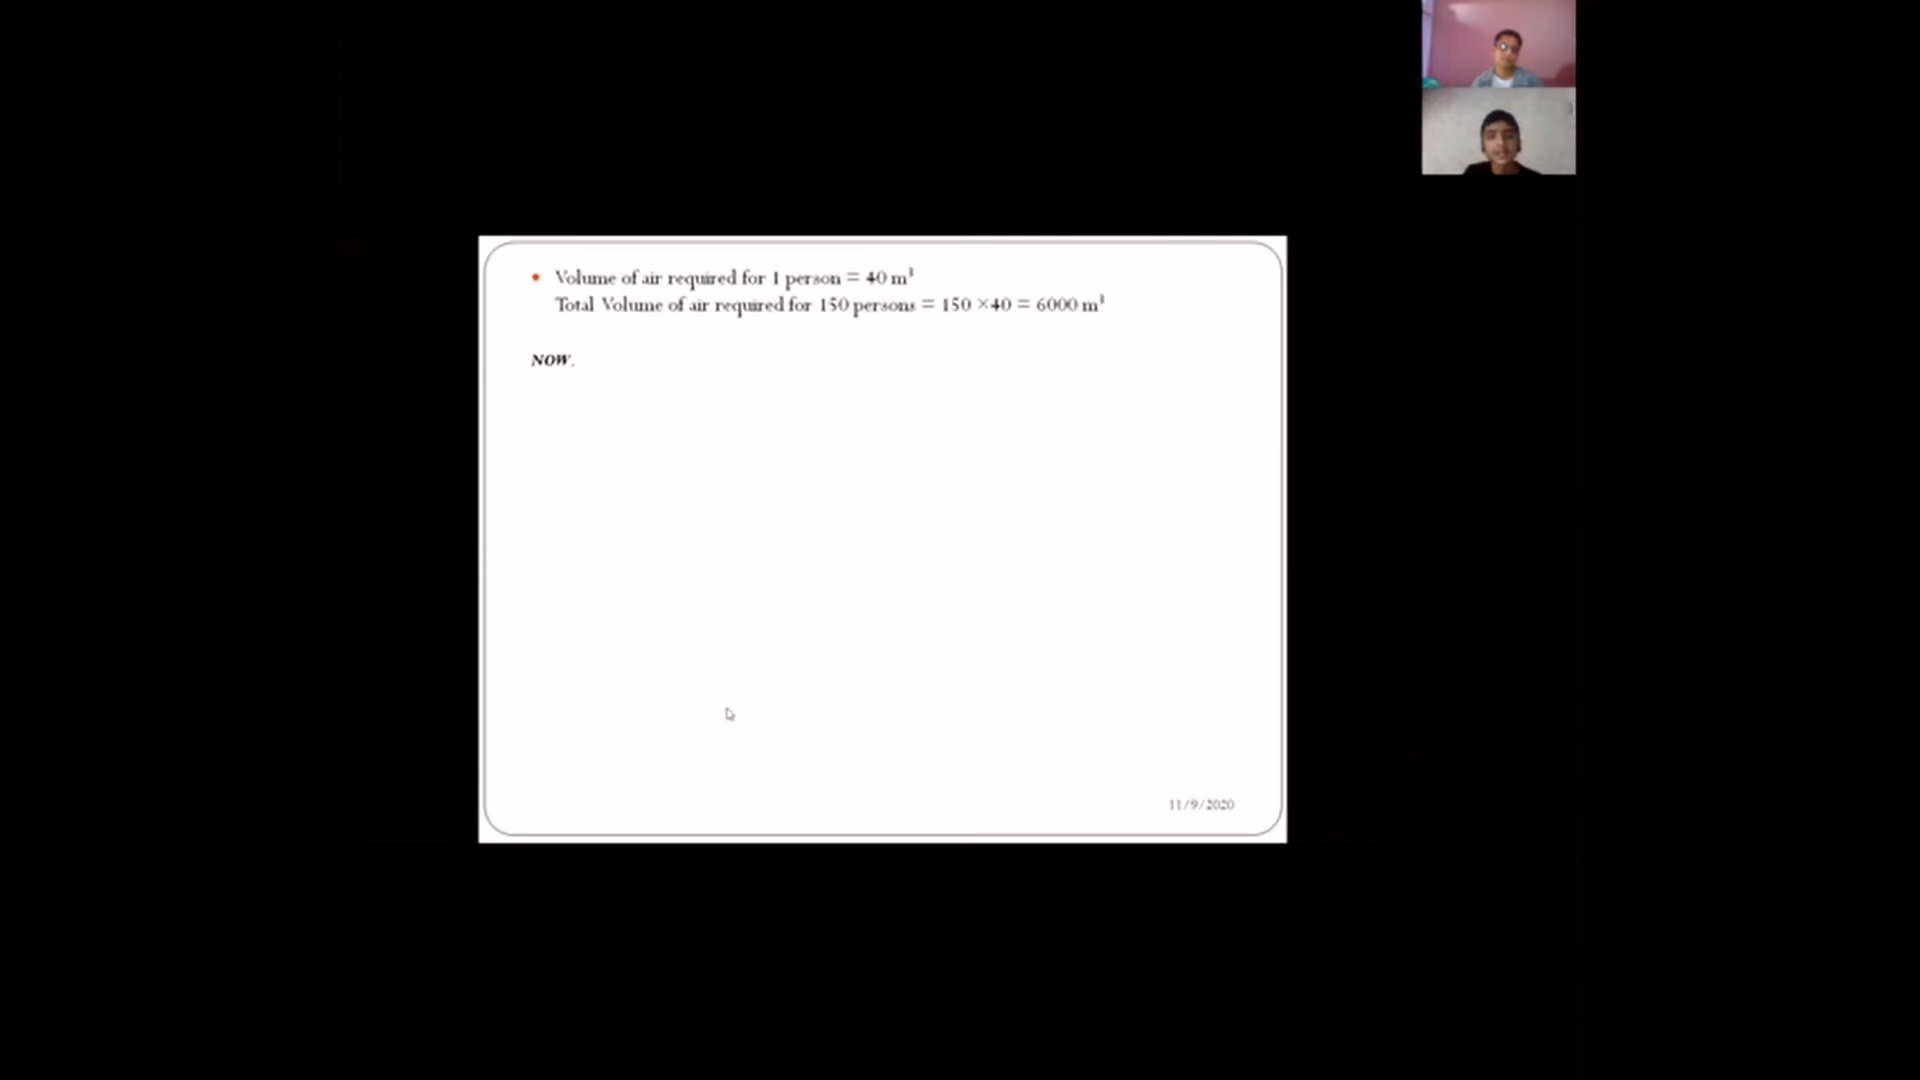 • Volume of air required for 1 person = 40 m³
Total Volume of air required for 150 persons = 150 ×40 = 6000 m³
NOW.
11/9/2020